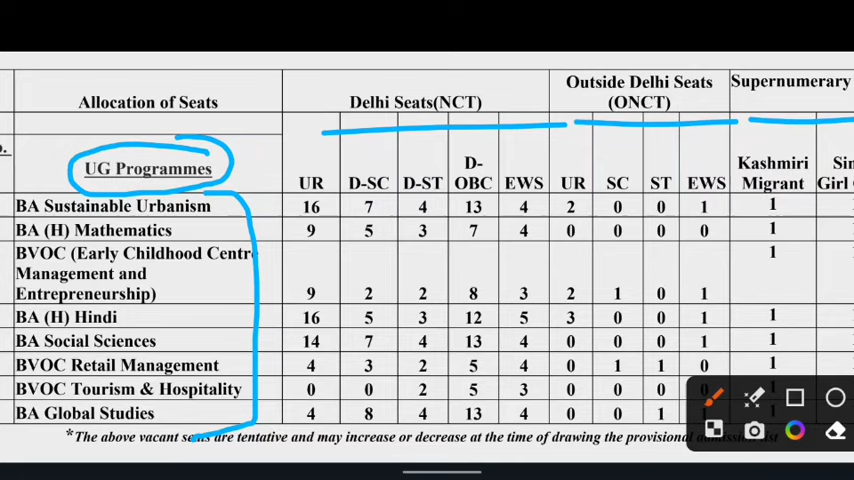 Allocation of Seats Delhi Seats(NCT) Outside Delhi Seats (ONCT) Supernumerary
o.
UG Programmes UR D-SC D-ST D-OBC EWS UR SC ST EWS Kashmiri Migrant Girl
BA Sustainable Urbanism 16 7 4 13 4 2 0 0 1 1
BA (H) Mathematics 9 5 3 7 4 0 0 0 0 1
BVOC (Early Childhood Centre 1
Management and
Entrepreneurship) 9 2 2 8 3 2 1 0 1
BA (H) Hindi 16 5 3 12 5 3 0 0 1 1
BA Social Sciences 14 7 4 13 4 0 0 0 1 1
BVOC Retail Management 4 3 2 5 4 0 1 1 0 1
BVOC Tourism & Hospitality 0 0 2 5 3 0 0 0
BA Global Studies 4 8 4 13 4 0 0 1
*The above vacant seats are tentative and may increase or decrease at the time of drawing the provisional admission list